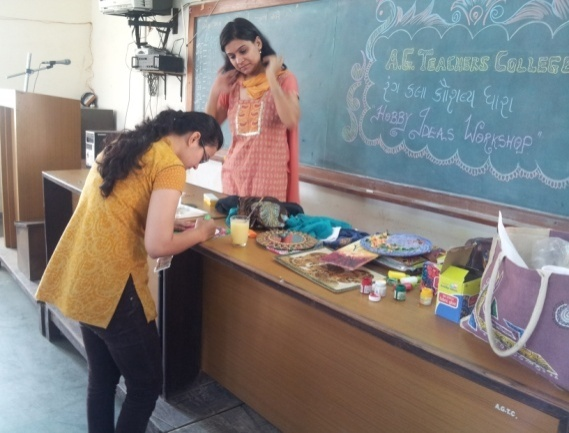 A.G. TEACHERS COLLEGE
રંગ કલા કૌશલ્ય ધારા
"HOBBY IDEAS WORKSHOP"
A.G.T.C.